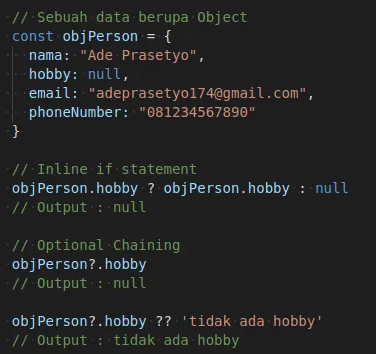 // Sebuah data berupa Object
const objPerson = {
nama: "Ade Prasetyo",
hobby: null,
email: "adeprasetyo174@gmail.com",
phoneNumber: "081234567890"
}
// Inline if statement
objPerson.hobby ? objPerson.hobby : null
// Output : null
// Optional Chaining
objPerson?.hobby
// Output : null
objPerson?.hobby ?? 'tidak ada hobby'
// Output : tidak ada hobby